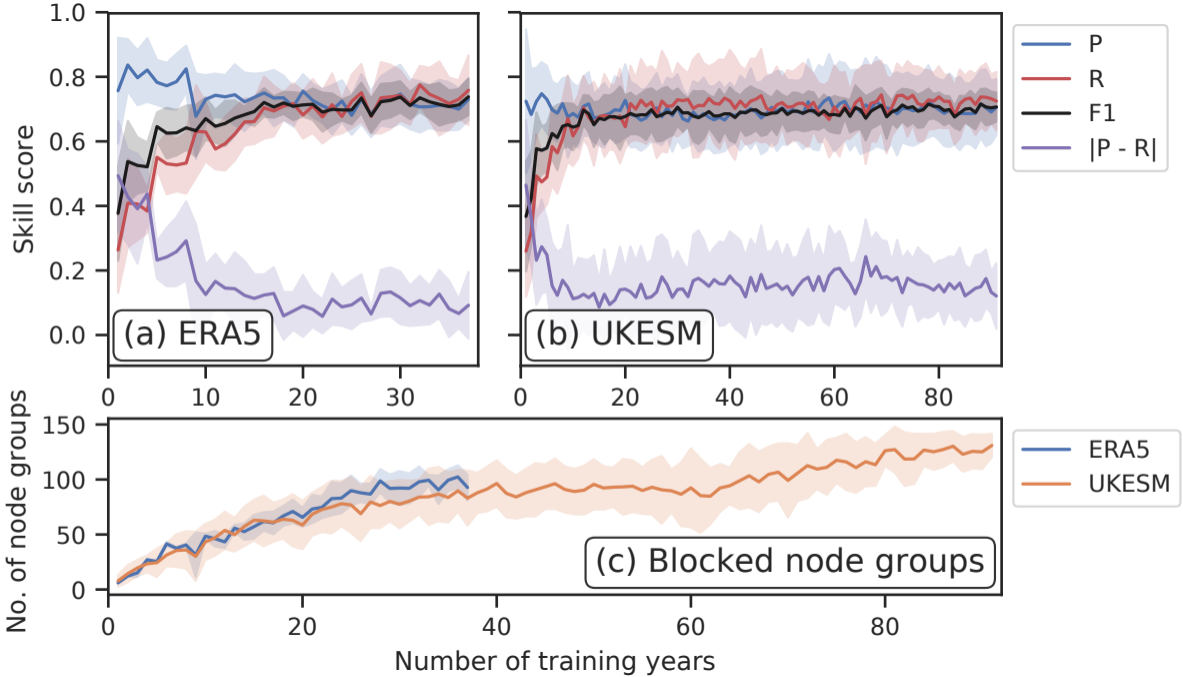 1.0
0.8
0.6
0.4
0.2
0.0
Skill score
(a) ERA5
(b) UKESM
0 10 20 30
0 20 40 60 80
P
R
F1
|P - R|
150
100
50
0
No. of node groups
(c) Blocked node groups
0 20 40 60 80
Number of training years
ERA5
UKESM